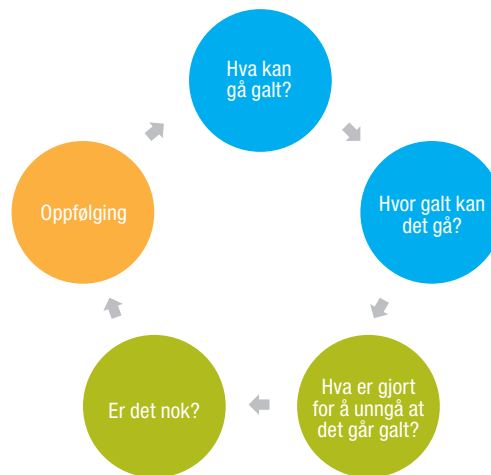 Hva kan
gå galt?
Hvor galt kan
det gå?
Hva er gjort
for å unngå at
det går galt?
Er det nok?
Oppfølging